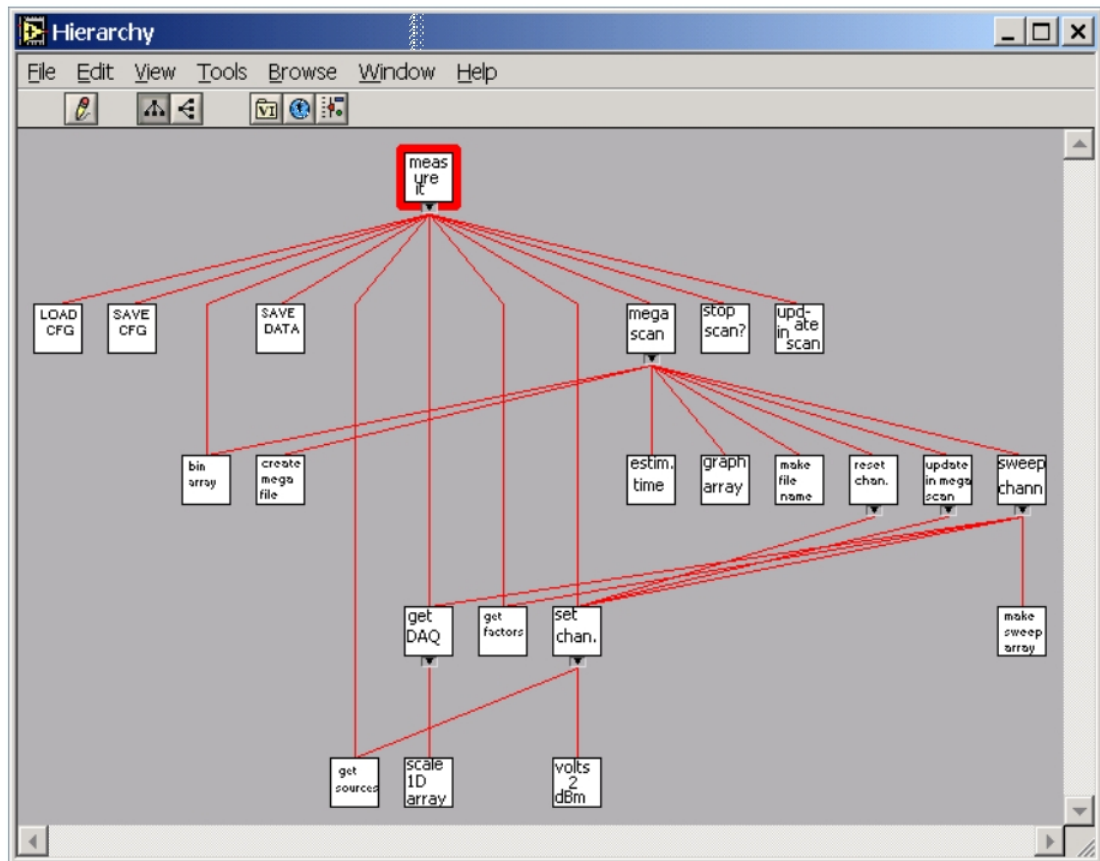 Hierarchy
File Edit View Tools Browse Window Help
VI
meas
ure
it
LOAD
CFG
SAVE
CFG
SAVE
DATA
mega
scan
stop
scan?
upd-
in ate
scan
bin
array
create
mega
file
estim.
time
graph
array
make
file
name
reset
chan.
update
in mega
scan
sweep
chann
get
DAQ
get
factors
set
chan.
make
sweep
array
get
sources
scale
1D
array
volts
2
dBm